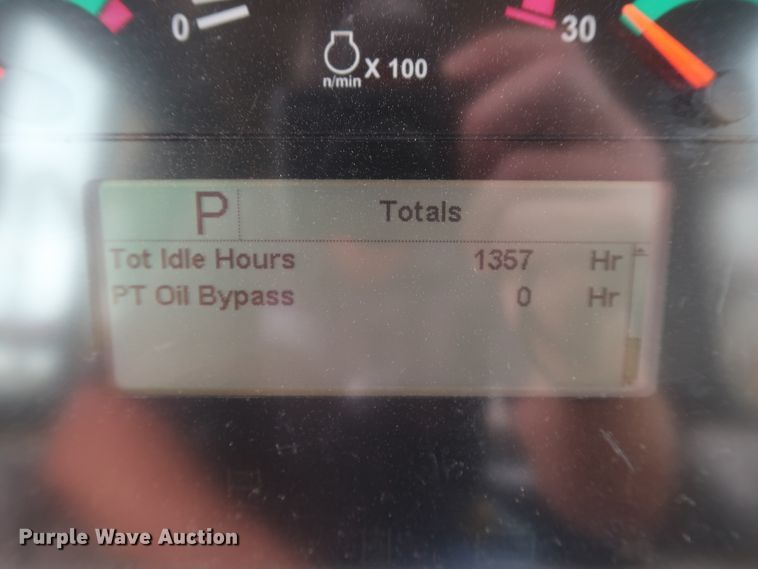 0
30
X 100
n/min
P
Totals
Tot Idle Hours 1357 Hr
PT Oil Bypass 0 Hr
Purple Wave Auction